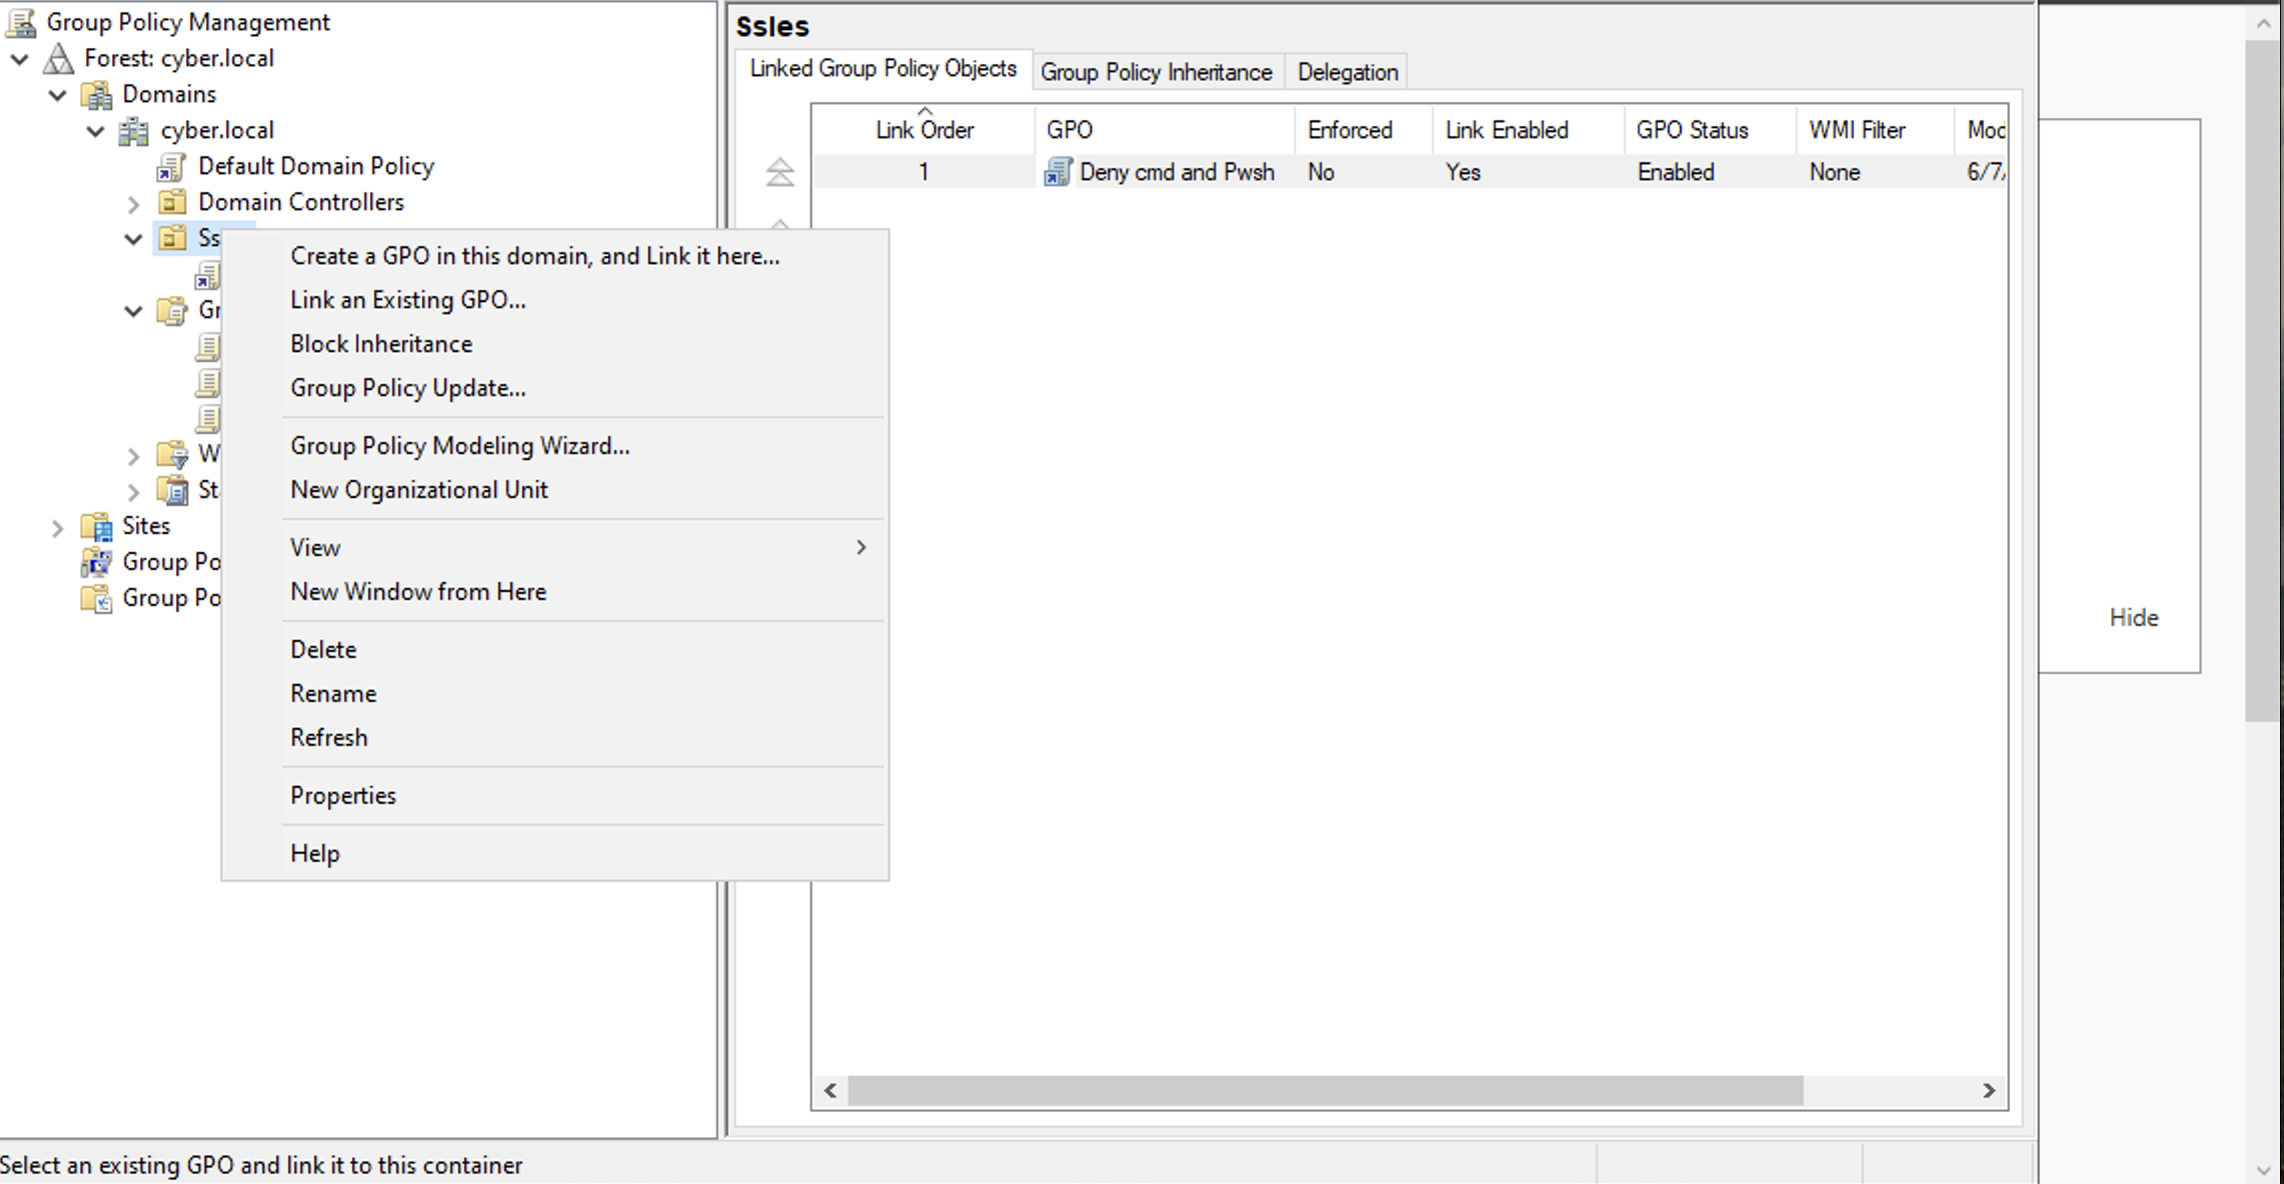 Group Policy Management
Forest: cyber.local
Domains
cyber.local
Default Domain Policy
Domain Controllers
Ss
Gr
W
St
Sites
Group Po
Group Po
Create a GPO in this domain, and Link it here...
Link an Existing GPO...
Block Inheritance
Group Policy Update...
Group Policy Modeling Wizard...
New Organizational Unit
View
New Window from Here
Delete
Rename
Refresh
Properties
Help
Ssles
Linked Group Policy Objects Group Policy Inheritance Delegation
Link Order GPO Enforced Link Enabled GPO Status WMI Filter Mod
1 Deny cmd and Pwsh No Yes Enabled None 6/7/
Hide
Select an existing GPO and link it to this container